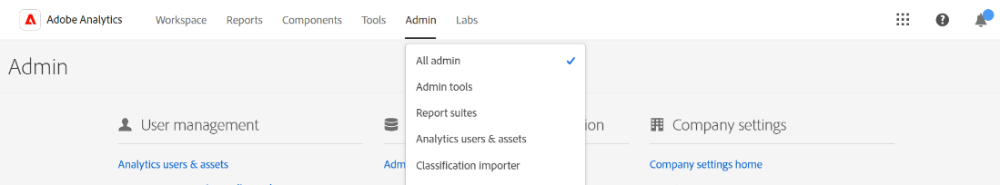 Adobe Analytics Workspace Reports Components Tools Admin Labs
Admin
All admin
Admin tools
Report suites
Analytics users & assets
Classification importer
User management
Analytics users & assets
Company settings
Company settings home